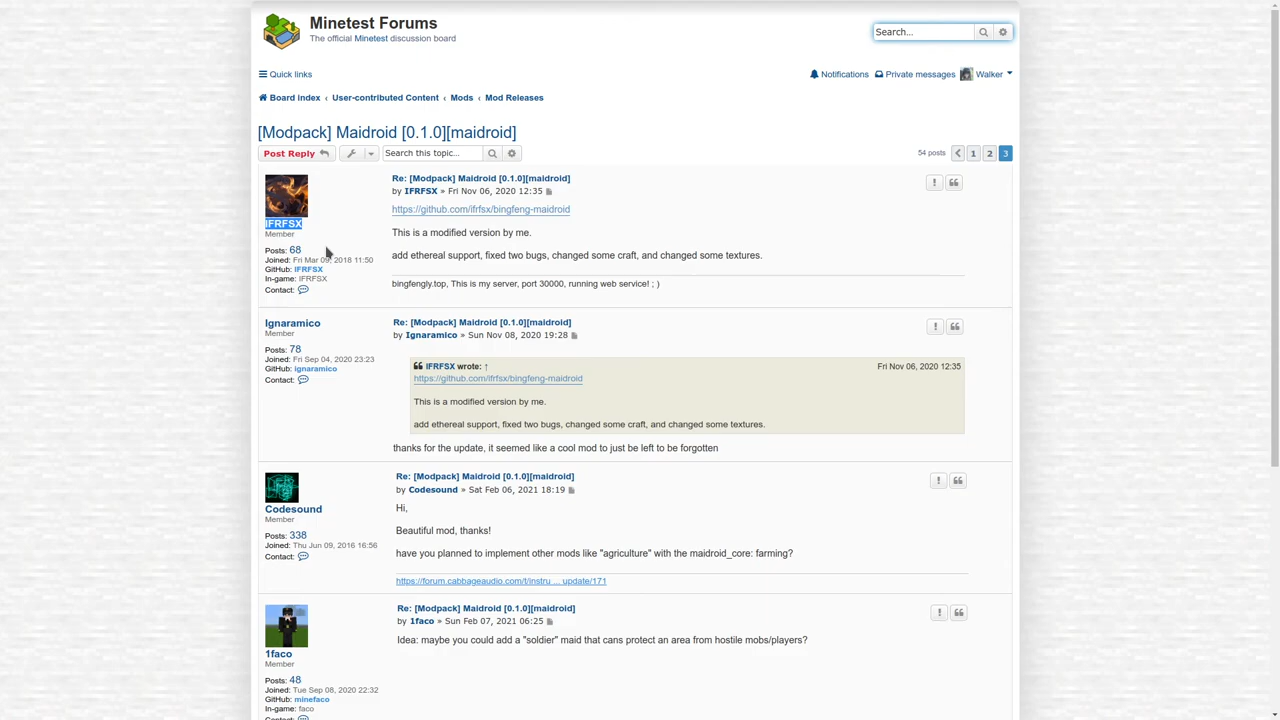 Minetest Forums
The official Minetest discussion board
Search…
Quick links
Notifications Private messages Walker
Board index ‹ User-contributed Content ‹ Mods ‹ Mod Releases
[Modpack] Maidroid [0.1.0][maidroid]
Post Reply Search this topic… 54 posts 1 2 3
Re: [Modpack] Maidroid [0.1.0][maidroid]
by IFRFSX » Fri Nov 06, 2020 12:35
IFRFSX
Member
Posts: 68
Joined: Fri Mar 09, 2018 11:50
GitHub: IFRFSX
In-game: IFRFSX
Contact:
https://github.com/ifrfsx/bingfeng-maidroid
This is a modified version by me.
add ethereal support, fixed two bugs, changed some craft, and changed some textures.
bingfengly.top, This is my server, port 30000, running web service! ; )
Ignaramico
Member
Posts: 78
Joined: Fri Sep 04, 2020 23:23
GitHub: ignaramico
Contact:
Re: [Modpack] Maidroid [0.1.0][maidroid]
by Ignaramico » Sun Nov 08, 2020 19:28
IFRFSX wrote: ↑ Fri Nov 06, 2020 12:35
https://github.com/ifrfsx/bingfeng-maidroid
This is a modified version by me.
add ethereal support, fixed two bugs, changed some craft, and changed some textures.
thanks for the update, it seemed like a cool mod to just be left to be forgotten
Codesound
Member
Posts: 338
Joined: Thu Jun 09, 2016 16:56
Contact:
Re: [Modpack] Maidroid [0.1.0][maidroid]
by Codesound » Sat Feb 06, 2021 18:19
Hi,
Beautiful mod, thanks!
have you planned to implement other mods like "agriculture" with the maidroid_core: farming?
https://forum.cabbageaudio.com/t/instru ... update/171
1faco
Member
Posts: 48
Joined: Tue Sep 08, 2020 22:32
GitHub: minefaco
In-game: faco
Contact:
Re: [Modpack] Maidroid [0.1.0][maidroid]
by 1faco » Sun Feb 07, 2021 06:25
Idea: maybe you could add a "soldier" maid that cans protect an area from hostile mobs/players?